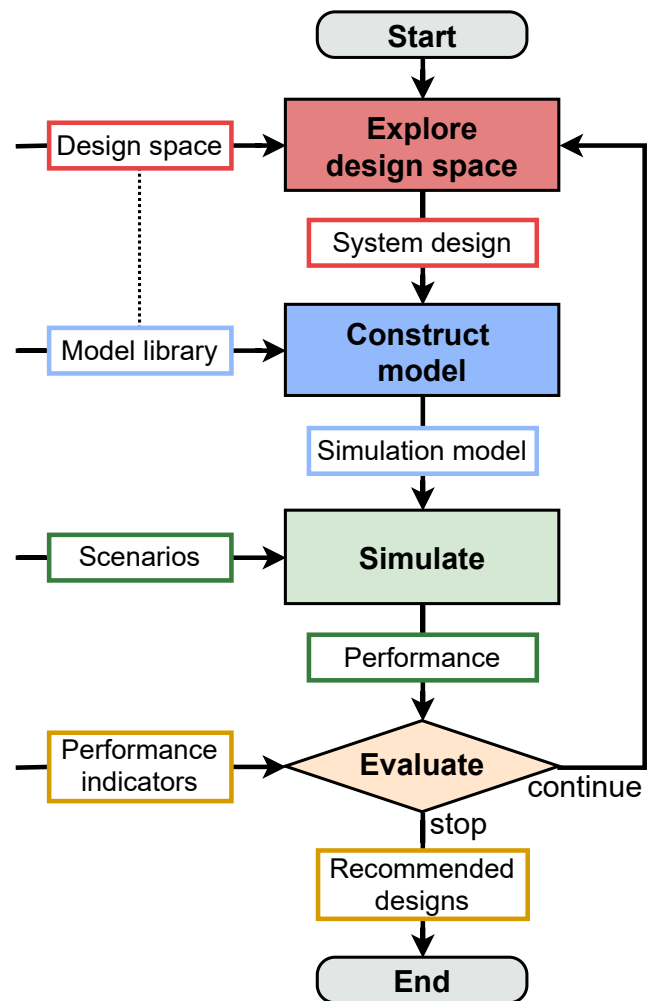 Start
Design space
Explore
design space
System design
Model library
Construct
model
Simulation model
Scenarios
Simulate
Performance
Performance
indicators
Evaluate
continue
stop
Recommended
designs
End